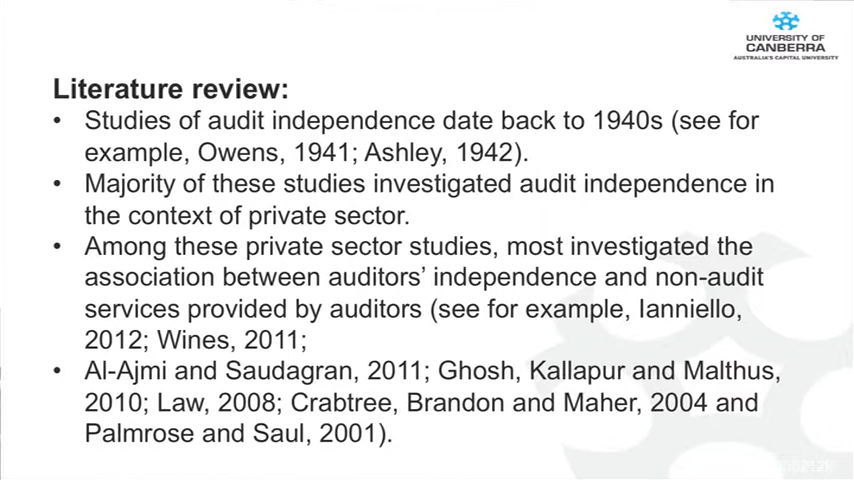 UNIVERSITY OF
CANBERRA
AUSTRALIA'S CAPITAL UNIVERSITY
Literature review:
• Studies of audit independence date back to 1940s (see for
example, Owens, 1941; Ashley, 1942).
• Majority of these studies investigated audit independence in
the context of private sector.
• Among these private sector studies, most investigated the
association between auditors’ independence and non-audit
services provided by auditors (see for example, Ianniello,
2012; Wines, 2011;
• Al-Ajmi and Saudagran, 2011; Ghosh, Kallapur and Malthus,
2010; Law, 2008; Crabtree, Brandon and Maher, 2004 and
Palmrose and Saul, 2001).